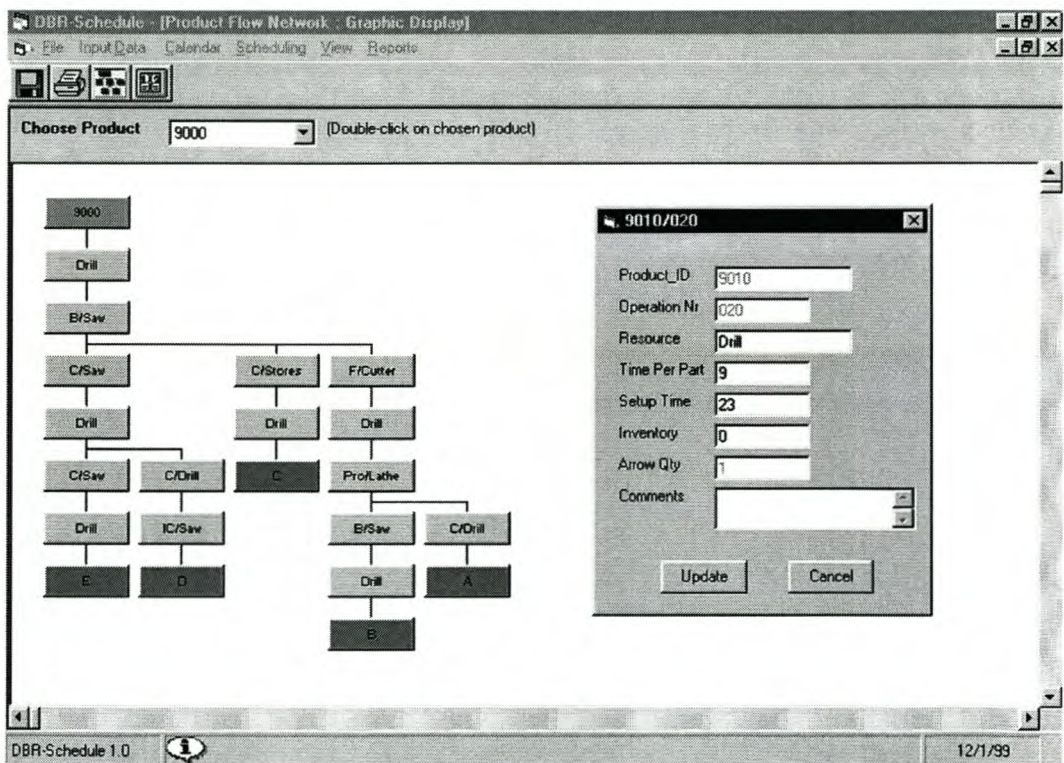 DBR-Schedule - [Product Flow Network : Graphic Display]
File Input Data Calendar Scheduling View Reports
Choose Product 9000 (Double-click on chosen product)
9000
Drill
B/Saw
C/Saw C/Stores F/Cutter
Drill Drill Drill
C/Saw C/Drill C Pro/Lathe
Drill IC/Saw B/Saw C/Drill
E D Drill A
B
9010/020
Product_ID 9010
Operation Nr 020
Resource Drill
Time Per Part 9
Setup Time 23
Inventory 0
Arrow Qty 1
Comments
Update Cancel
DBR-Schedule 1.0 12/1/99